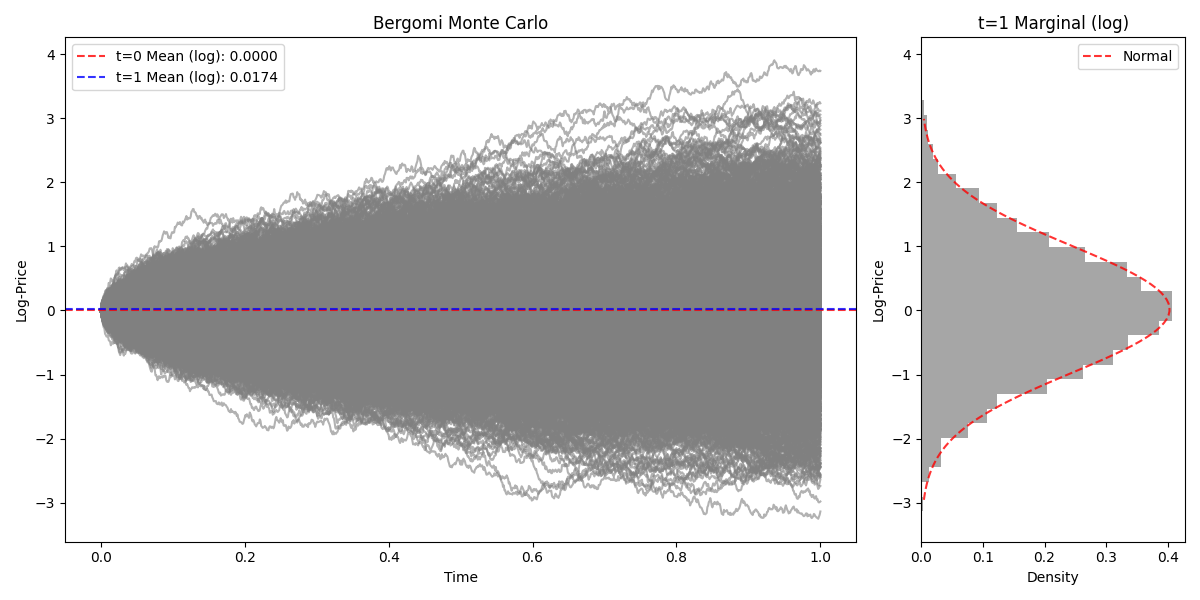 Bergomi Monte Carlo
t=0 Mean (log): 0.0000
t=1 Mean (log): 0.0174
Log-Price
4
3
2
1
0
−1
−2
−3
0.0 0.2 0.4 0.6 0.8 1.0
Time
t=1 Marginal (log)
Normal
Log-Price
4
3
2
1
0
−1
−2
−3
0.0 0.1 0.2 0.3 0.4
Density